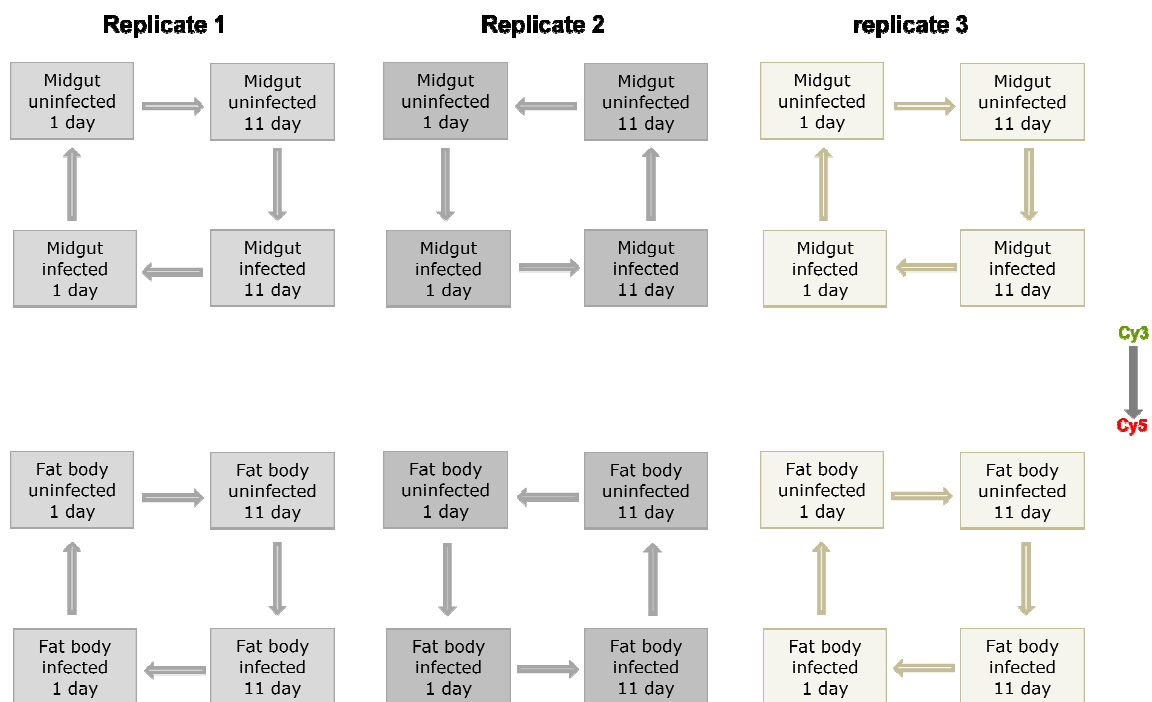 Replicate 1
Replicate 2
replicate 3
Midgut
uninfected
1 day
Midgut
uninfected
11 day
Midgut
uninfected
1 day
Midgut
uninfected
11 day
Midgut
uninfected
1 day
Midgut
uninfected
11 day
Midgut
infected
1 day
Midgut
infected
11 day
Midgut
infected
1 day
Midgut
infected
11 day
Midgut
infected
1 day
Midgut
infected
11 day
Cy3
Cy5
Fat body
uninfected
1 day
Fat body
uninfected
11 day
Fat body
uninfected
1 day
Fat body
uninfected
11 day
Fat body
uninfected
1 day
Fat body
uninfected
11 day
Fat body
infected
1 day
Fat body
infected
11 day
Fat body
infected
1 day
Fat body
infected
11 day
Fat body
infected
1 day
Fat body
infected
11 day